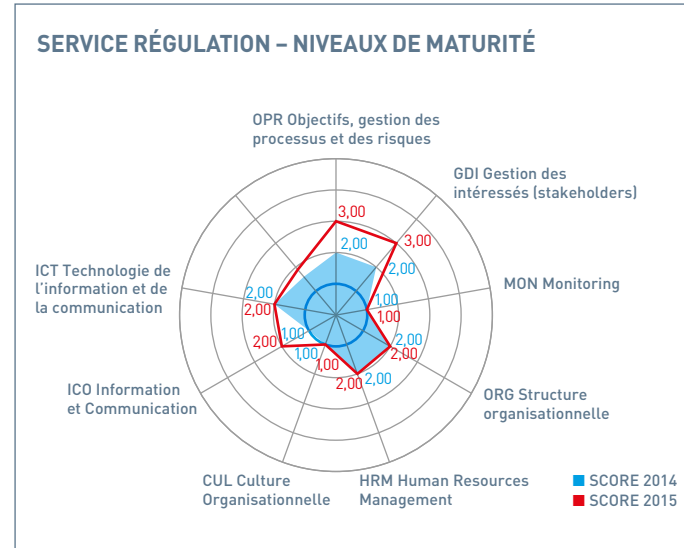 SERVICE RÉGULATION – NIVEAUX DE MATURITÉ
OPR Objectifs, gestion des
processus et des risques
GDI Gestion des
intéressés (stakeholders)
3,00
3,00
2,00
2,00
ICT Technologie de
l'information et de
la communication
MON Monitoring
2,00
2,00
1,00
1,00
200
1,00
2,00
2,00
1,00
1,00
2,00
2,00
ICO Information
et Communication
ORG Structure
organisationnelle
CUL Culture
Organisationnelle
HRM Human Resources
Management
SCORE 2014
SCORE 2015